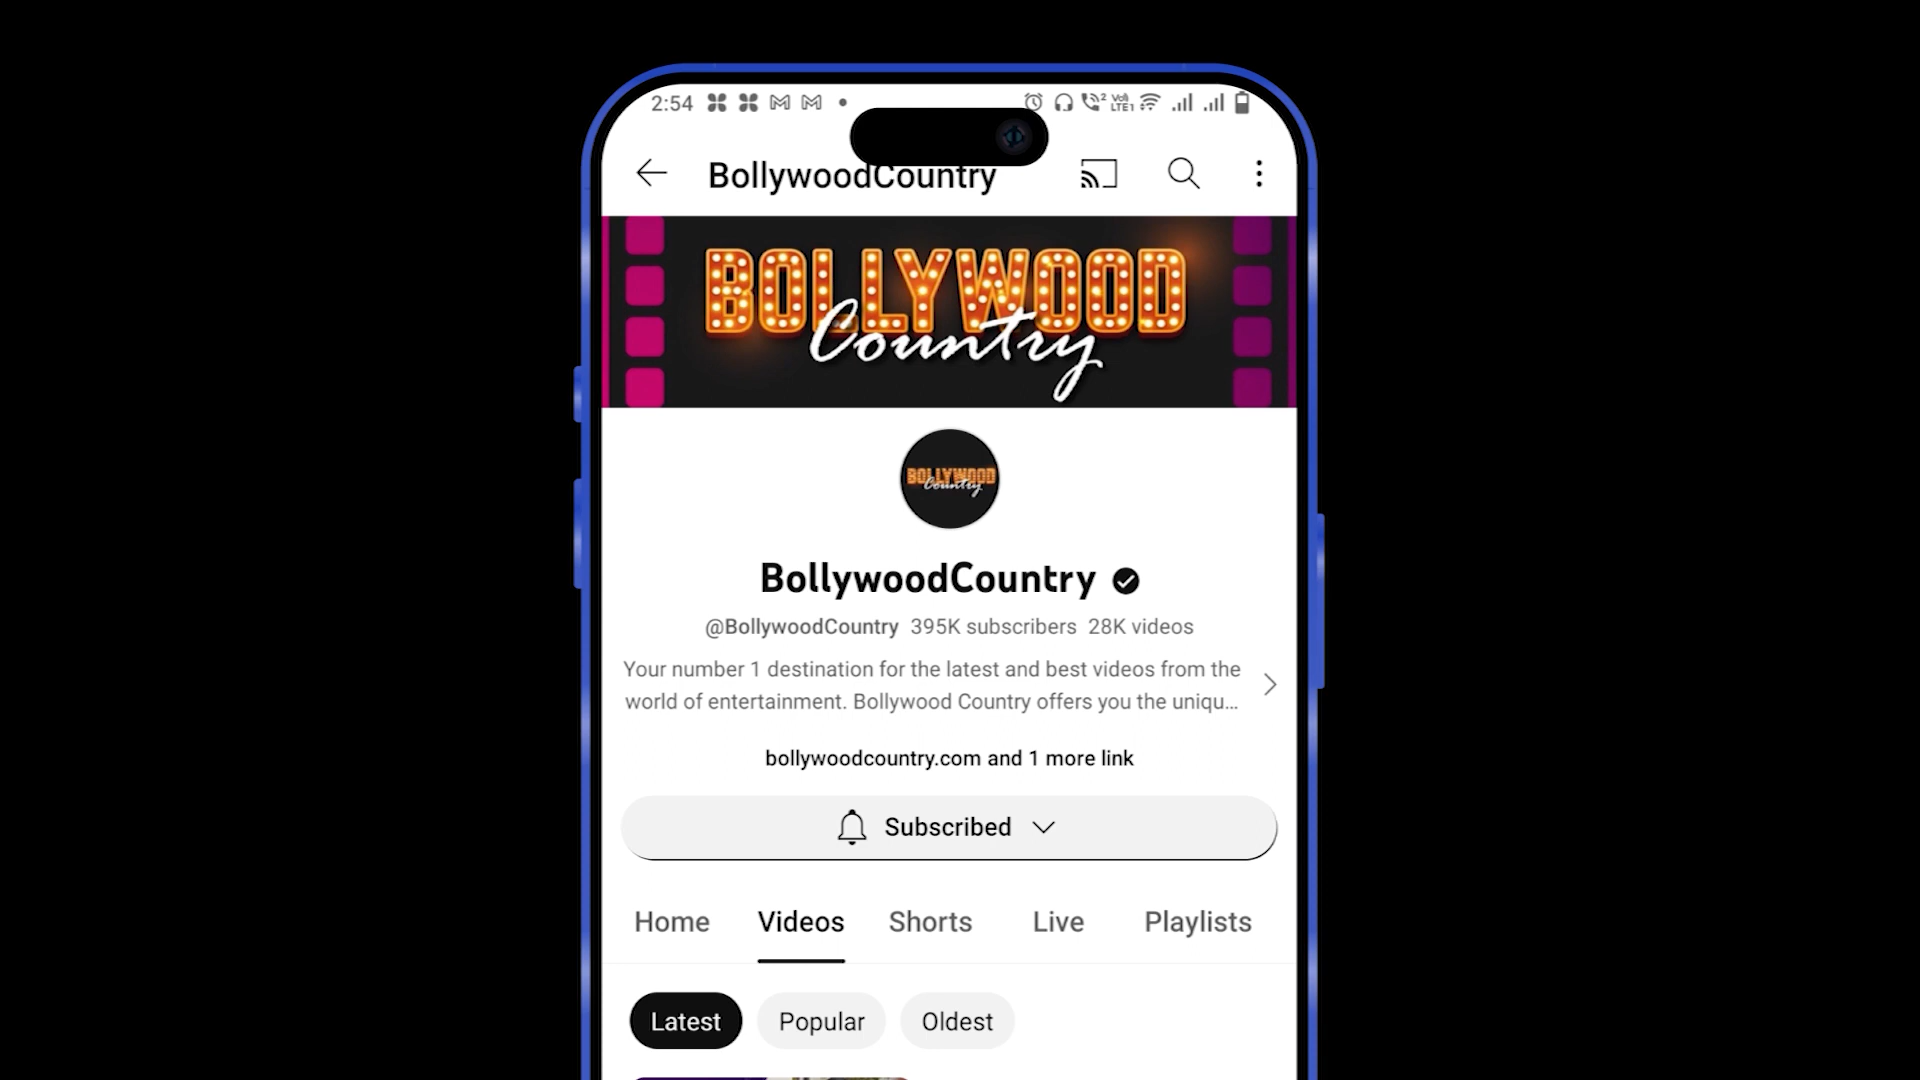 2:54
VoLTE1
BollywoodCountry
BOLLYWOOD
Country
BOLLYWOOD
Country
BollywoodCountry
@BollywoodCountry 395K subscribers 28K videos
Your number 1 destination for the latest and best videos from the
world of entertainment. Bollywood Country offers you the uniqu...
bollywoodcountry.com and 1 more link
Subscribed
Home Videos Shorts Live Playlists
Latest Popular Oldest